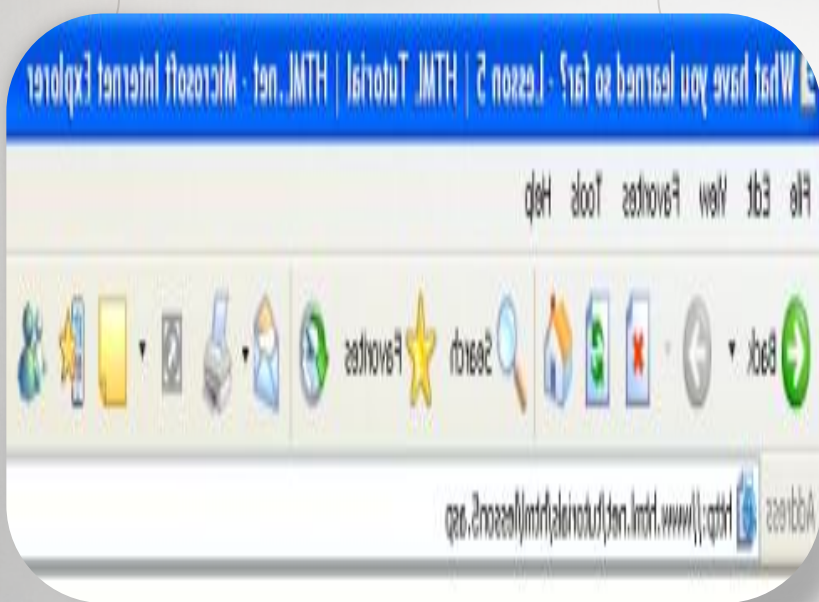 What have you learned so far? - Lesson 5 | HTML Tutorial | HTML.net - Microsoft Internet Explorer
File Edit View Favorites Tools Help
Back Search Favorites
Address http://www.html.net/tutorials/html/lesson5.asp